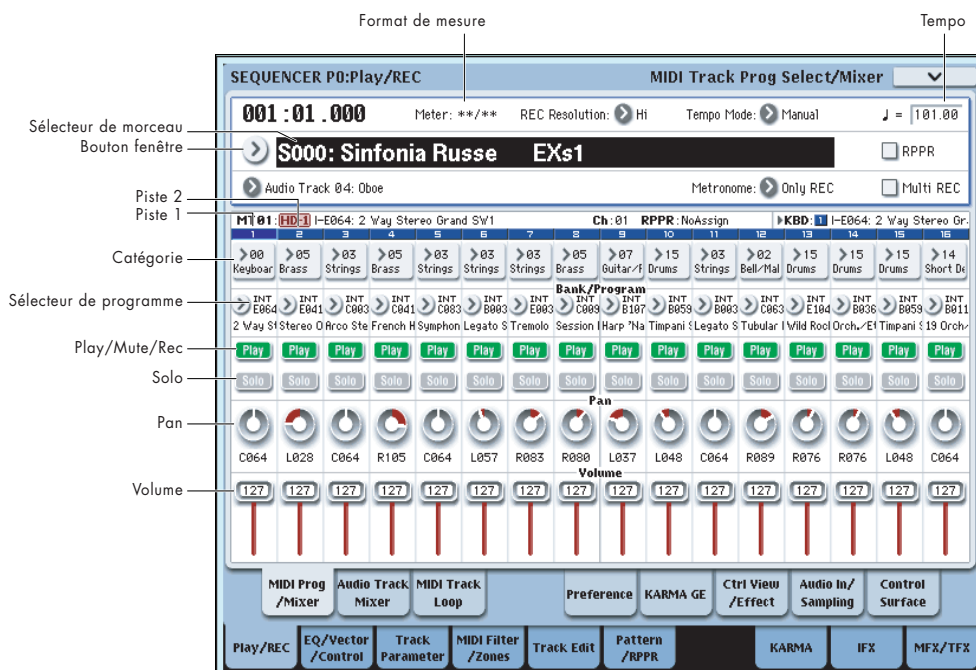 Format de mesure
Tempo
SEQUENCER P0:Play/REC
MIDI Track Prog Select/Mixer
001:01.000
Meter: **/**
REC Resolution: Hi
Tempo Mode: Manual
♩ = 101.00
Sélecteur de morceau
Bouton fenêtre
S000: Sinfonia Russe EXs1
RPPR
Audio Track 04: Oboe
Metronome: Only REC
Multi REC
Piste 2
Piste 1
MT01: HD-1 I-E064: 2 Way Stereo Grand SW1
Ch:01 RPPR:NoAssign
KBD: 1 I-E064: 2 Way Stereo Gr.
1 2 3 4 5 6 7 8 9 10 11 12 13 14 15 16
Catégorie
00 05 03 05 03 03 03 05 07 15 03 02 15 15 15 14
Keyboar Brass Strings Brass Strings Strings Strings Brass Guitar/F Drums Strings Bell/Mal Drums Drums Drums Short De
Bank/Program
Sélecteur de programme
INT INT INT INT INT INT INT INT INT INT INT INT INT INT INT INT
E064 E041 C003 C041 C083 B003 E003 C009 B107 B059 B003 C063 E104 B036 B059 B011
2 Way St Stereo O Arco Ste French H Symphon Legato S Tremolo Session Harp 'Na Timpani S Legato S Tubular Wild Rock Orch./Et Timpani S 19 Orch
Play/Mute/Rec
Play Play Play Play Play Play Play Play Play Play Play Play Play Play Play Play
Solo
Solo Solo Solo Solo Solo Solo Solo Solo Solo Solo Solo Solo Solo Solo Solo Solo
Pan
Pan
C064 L028 C064 R105 C064 L057 R083 R080 L037 L048 C064 R089 R076 R076 L048 C064
Volume
Volume
127 127 127 127 127 127 127 127 127 127 127 127 127 127 127 127
MIDI Prog /Mixer
Audio Track Mixer
MIDI Track Loop
Preference
KARMA GE
Ctrl View /Effect
Audio In/ Sampling
Control Surface
Play/REC
EQ/Vector /Control
Track Parameter
MIDI Filter /Zones
Track Edit
Pattern /RPPR
KARMA
IFX
MFX/TFX